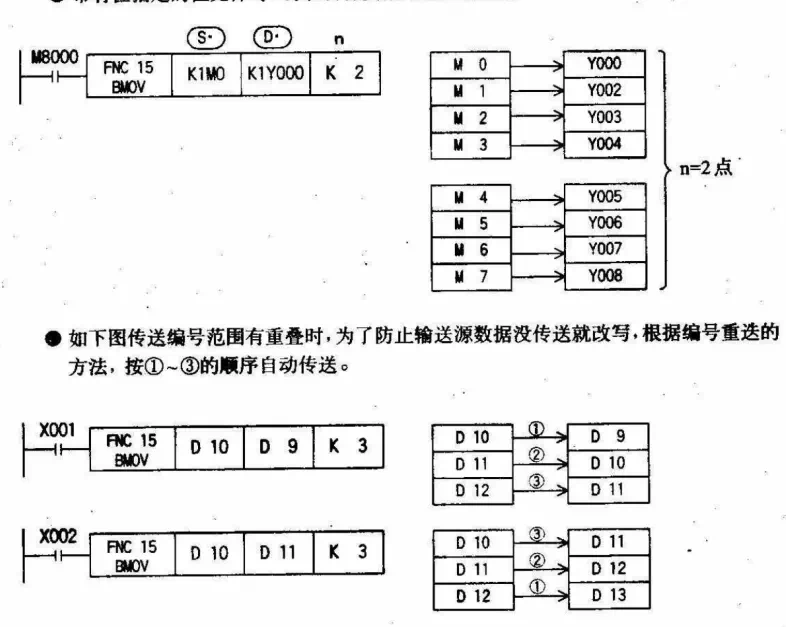 S· D· n
M8000
FNC 15 BMOV K1M0 K1Y000 K 2
M 0 Y000
M 1 Y002
M 2 Y003
M 3 Y004
n=2点
M 4 Y005
M 5 Y006
M 6 Y007
M 7 Y008
● 如下图传送编号范围有重叠时,为了防止输送源数据没传送就改写,根据编号重迭的
方法,按①~③的顺序自动传送。
X001
FNC 15 BMOV D 10 D 9 K 3
D 10 ① D 9
D 11 ② D 10
D 12 ③ D 11
X002
FNC 15 BMOV D 10 D 11 K 3
D 10 ③ D 11
D 11 ② D 12
D 12 ① D 13